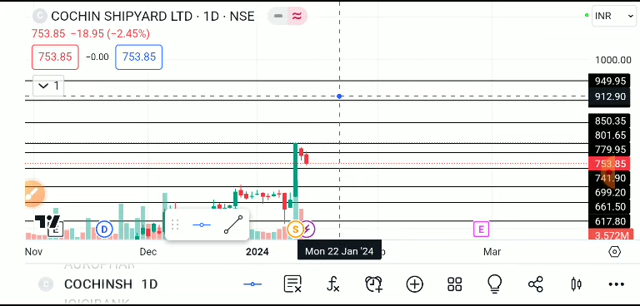 C COCHIN SHIPYARD LTD · 1D · NSE
INR
753.85 −18.95 (−2.45%)
753.85 −0.00 753.85
1
1000.00
949.95
912.90
850.35
801.65
779.95
753.85
741.90
699.20
661.50
617.80
3.572M
E D S E
Nov Dec 2024 Mon 22 Jan '24 Mar
COCHINSH 1D